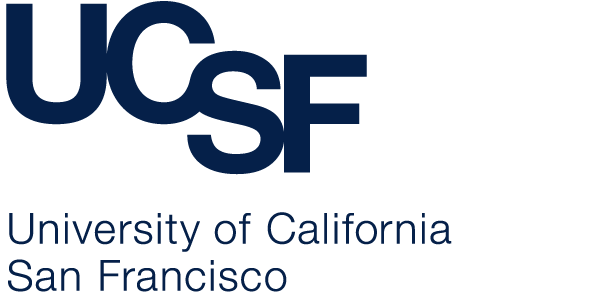 UCSF
University of California
San Francisco